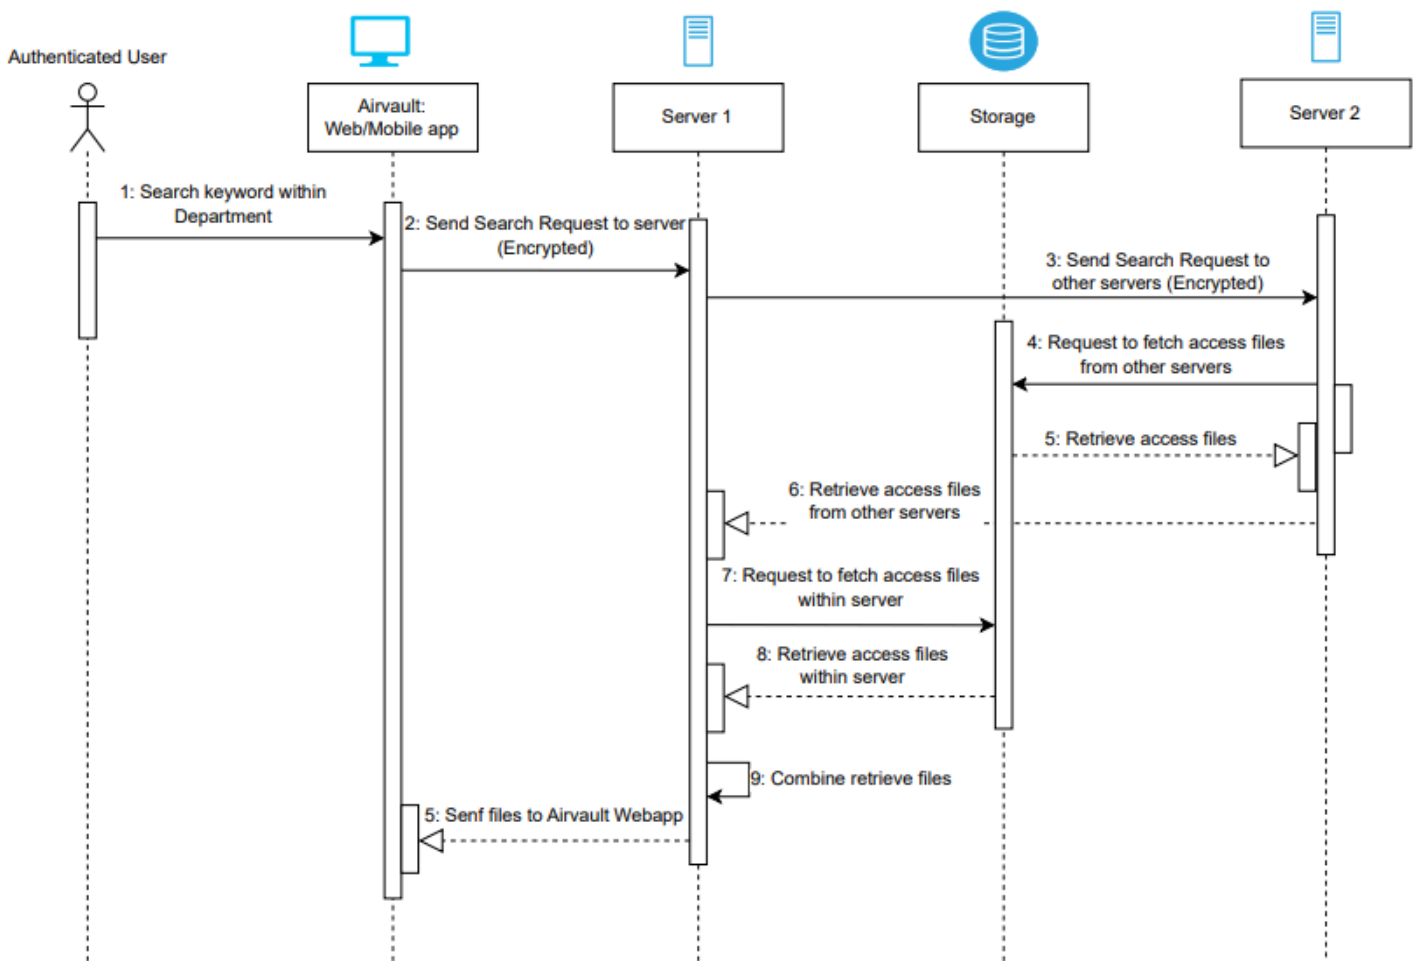 Authenticated User
Airvault:
Web/Mobile app
Server 1
Storage
Server 2
1: Search keyword within
Department
2: Send Search Request to server
(Encrypted)
3: Send Search Request to
other servers (Encrypted)
4: Request to fetch access files
from other servers
5: Retrieve access files
6: Retrieve access files
from other servers
7: Request to fetch access files
within server
8: Retrieve access files
within server
9: Combine retrieve files
5: Senf files to Airvault Webapp